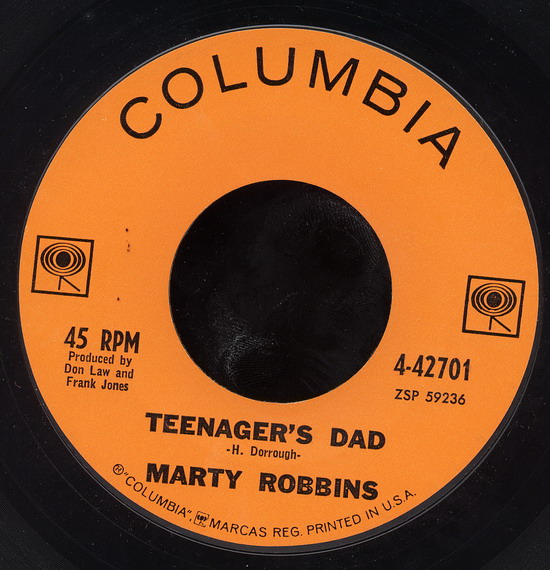 COLUMBIA
45 RPM
Produced by
Don Law and
Frank Jones
4-42701
ZSP 59236
TEENAGER'S DAD
-H. Dorrough-
MARTY ROBBINS
Ⓟ"COLUMBIA", MARCAS REG. PRINTED IN U.S.A.